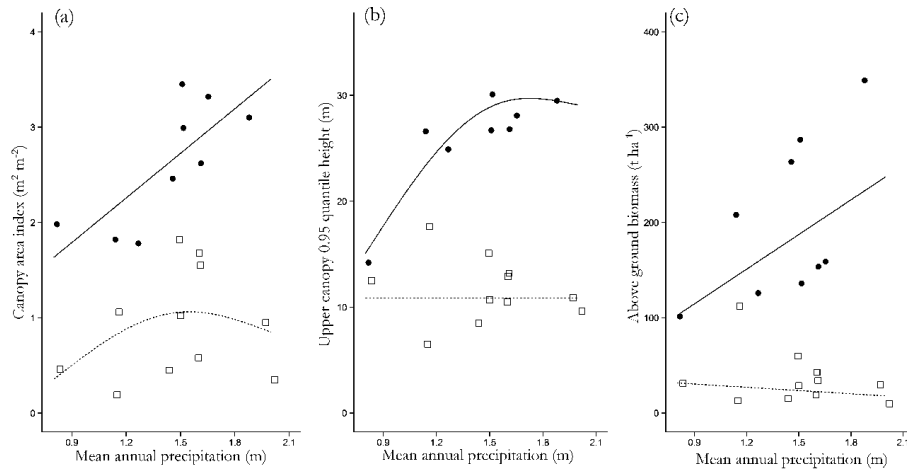 (a)
4
3
2
1
0
Canopy area index (m² m⁻²)
0.9 1.2 1.5 1.8 2.1
Mean annual precipitation (m)
(b)
30
20
10
0
Upper canopy 0.95 quantile height (m)
0.9 1.2 1.5 1.8 2.1
Mean annual precipitation (m)
(c)
400
300
200
100
0
Above ground biomass (t ha⁻¹)
0.9 1.2 1.5 1.8 2.1
Mean annual precipitation (m)